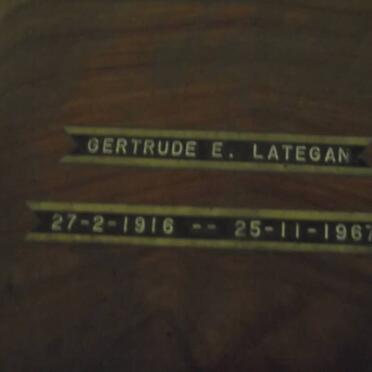 GERTRUDE E. LATEGAN
27-2-1916 -- 25-11-1967